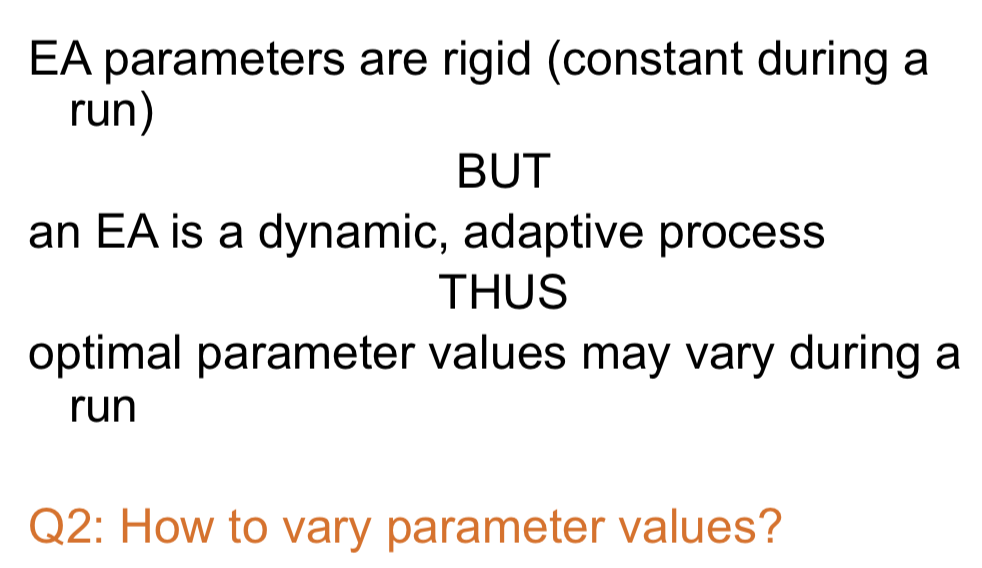 EA parameters are rigid (constant during a
run)
BUT
an EA is a dynamic, adaptive process
THUS
optimal parameter values may vary during a
run
Q2: How to vary parameter values?